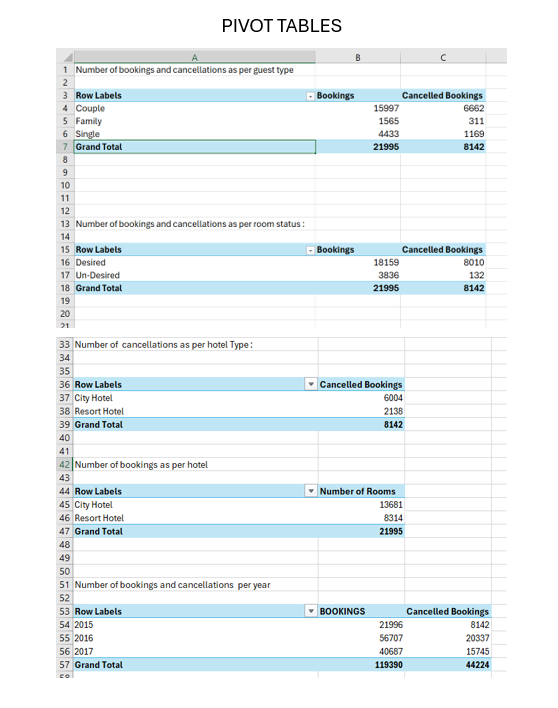 PIVOT TABLES
A B C
1 Number of bookings and cancellations as per guest type
2
3 Row Labels Bookings Cancelled Bookings
4 Couple 15997 6662
5 Family 1565 311
6 Single 4433 1169
7 Grand Total 21995 8142
8
9
10
11
12
13 Number of bookings and cancellations as per room status :
14
15 Row Labels Bookings Cancelled Bookings
16 Desired 18159 8010
17 Un-Desired 3836 132
18 Grand Total 21995 8142
19
20
21
33 Number of cancellations as per hotel Type :
34
35
36 Row Labels Cancelled Bookings
37 City Hotel 6004
38 Resort Hotel 2138
39 Grand Total 8142
40
41
42 Number of bookings as per hotel
43
44 Row Labels Number of Rooms
45 City Hotel 13681
46 Resort Hotel 8314
47 Grand Total 21995
48
49
50
51 Number of bookings and cancellations per year
52
53 Row Labels BOOKINGS Cancelled Bookings
54 2015 21996 8142
55 2016 56707 20337
56 2017 40687 15745
57 Grand Total 119390 44224
58